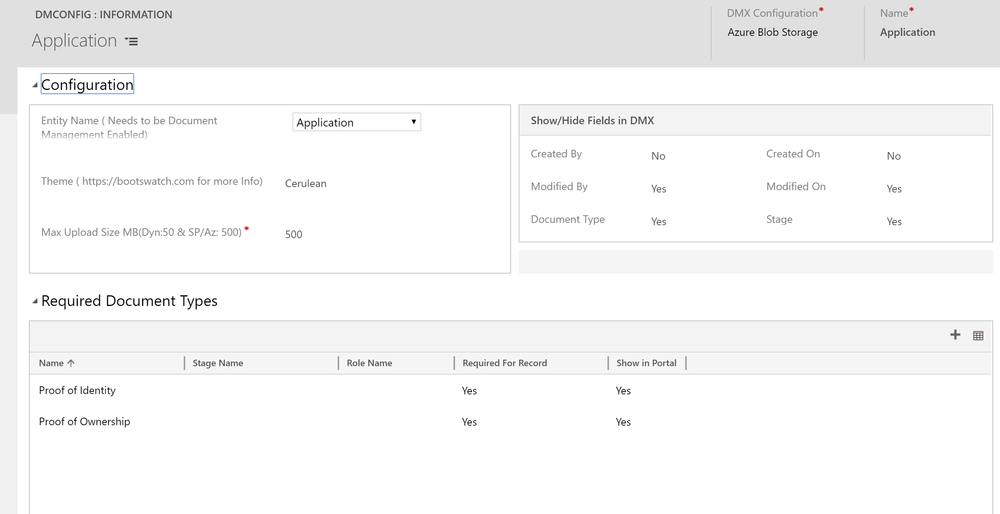 DMCONFIG : INFORMATION
Application
DMX Configuration*
Azure Blob Storage
Name*
Application
Configuration
Entity Name ( Needs to be Document
Management Enabled)
Application
Theme ( https://bootswatch.com for more Info)
Cerulean
Max Upload Size MB(Dyn:50 & SP/Az: 500) *
500
Show/Hide Fields in DMX
Created By No Created On No
Modified By Yes Modified On Yes
Document Type Yes Stage Yes
Required Document Types
Name Stage Name Role Name Required For Record Show in Portal
Proof of Identity Yes Yes
Proof of Ownership Yes Yes